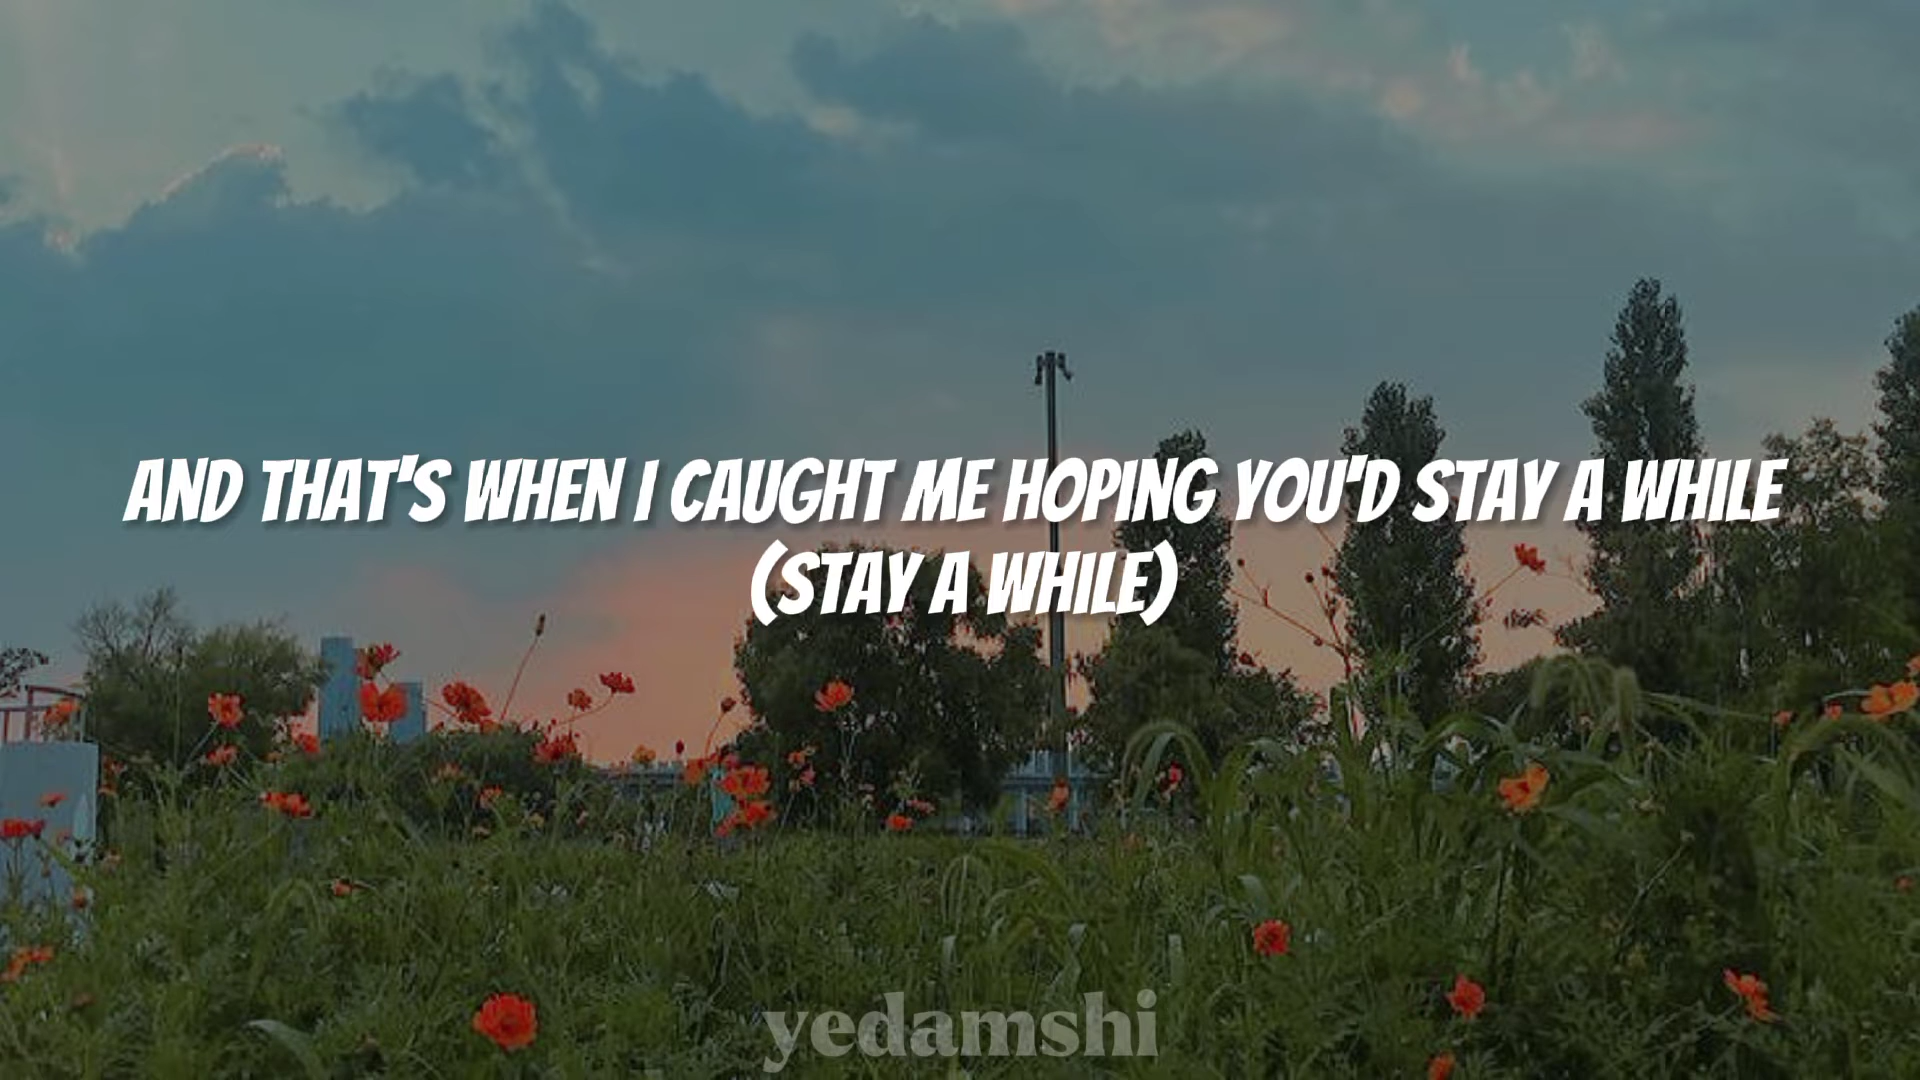 AND THAT'S WHEN I CAUGHT ME HOPING YOU'D STAY A WHILE
(STAY A WHILE)
yedamshi